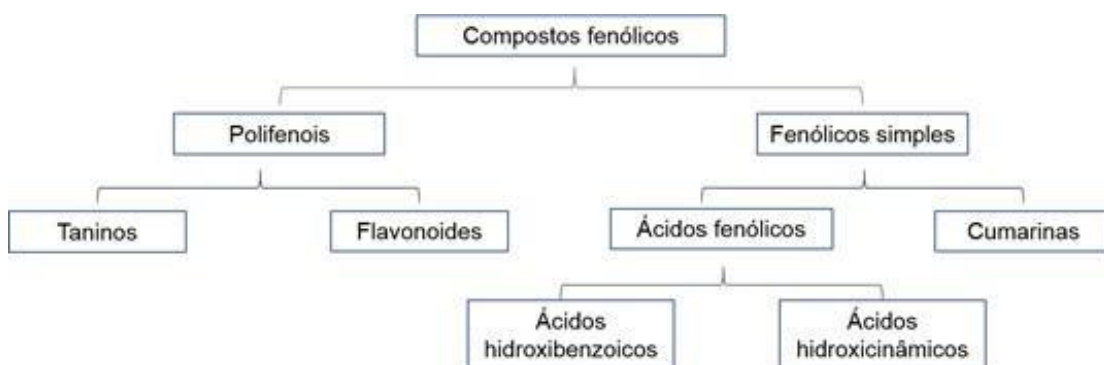 Compostos fenólicos
Polifenois
Fenólicos simples
Taninos
Flavonoides
Ácidos fenólicos
Cumarinas
Ácidos
hidroxibenzoicos
Ácidos
hidroxicinâmicos